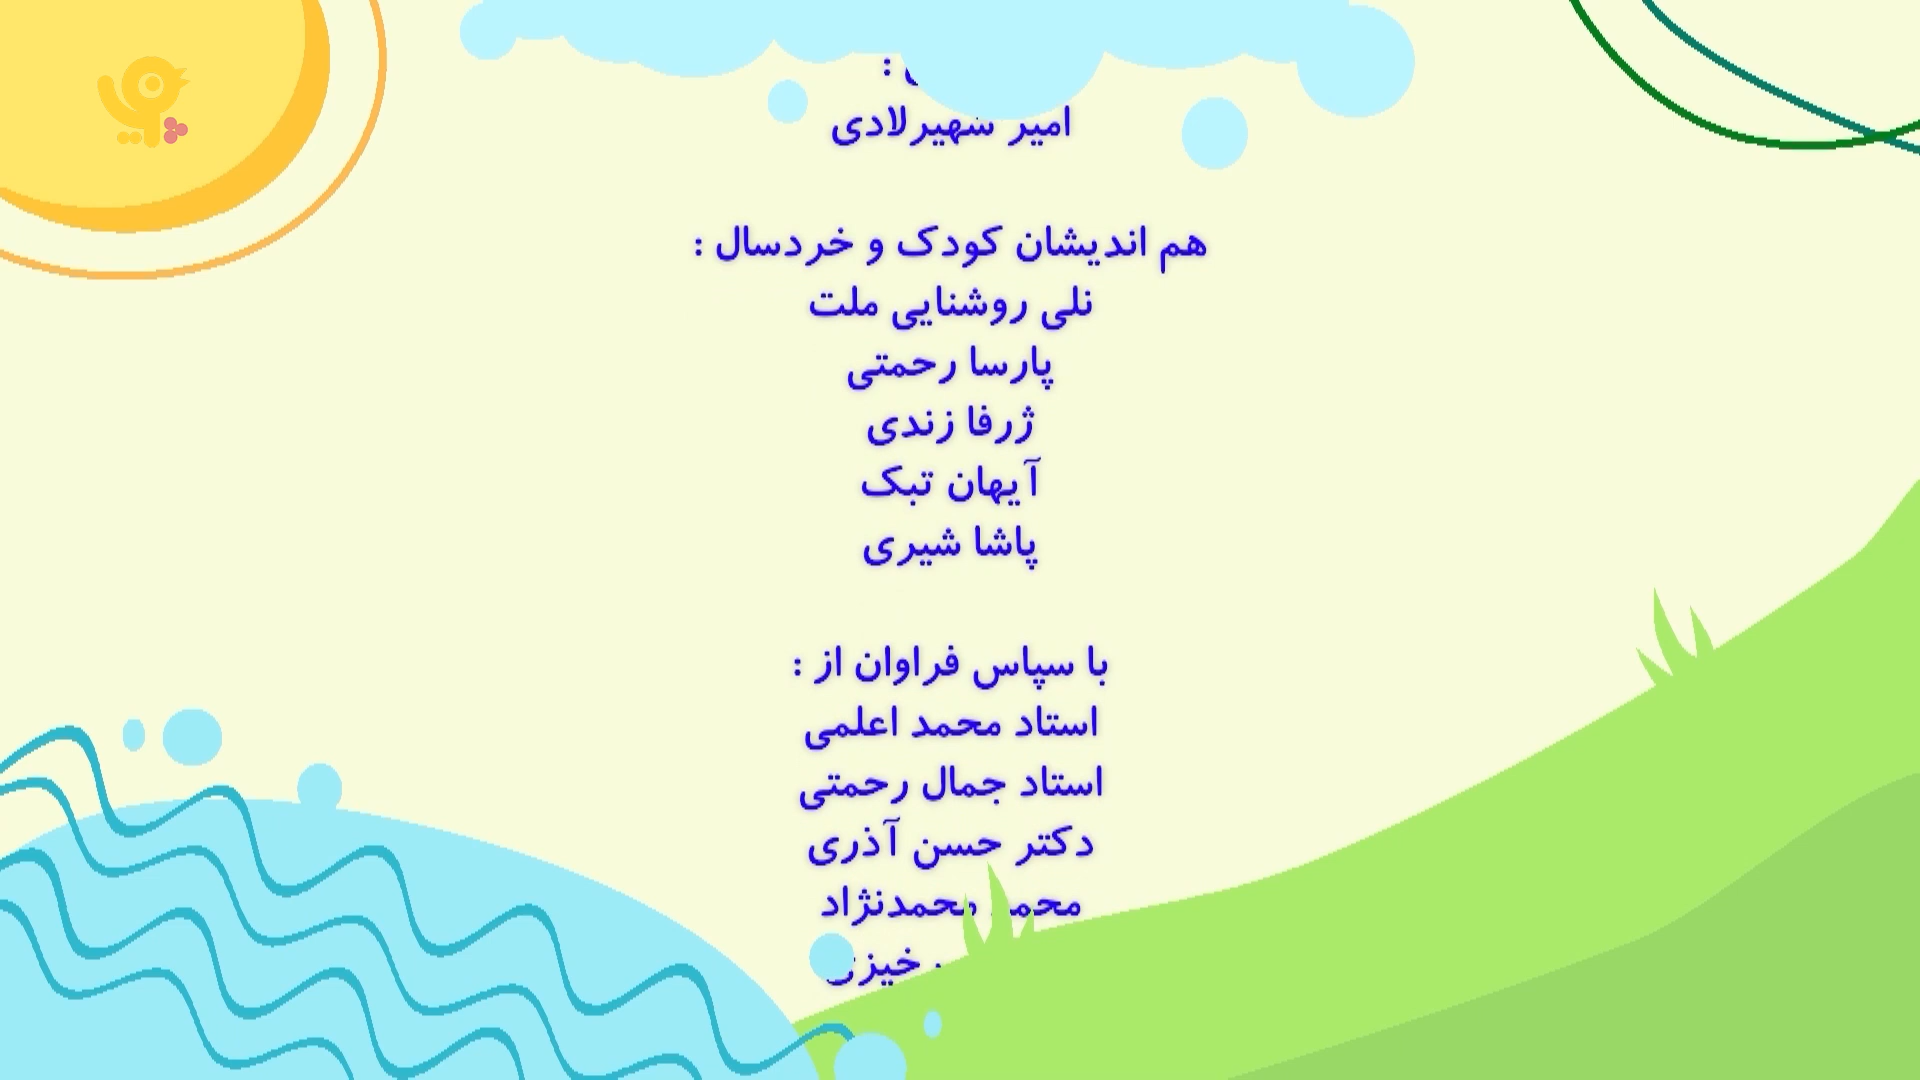 :
امیر شهیرلادی
هم اندیشان کودک و خردسال :
نلی روشنایی ملت
پارسا رحمتی
ژرفا زندی
آیهان تبک
پاشا شیری
با سپاس فراوان از :
استاد محمد اعلمی
استاد جمال رحمتی
دکتر حسن آذری
محمد محمدنژاد